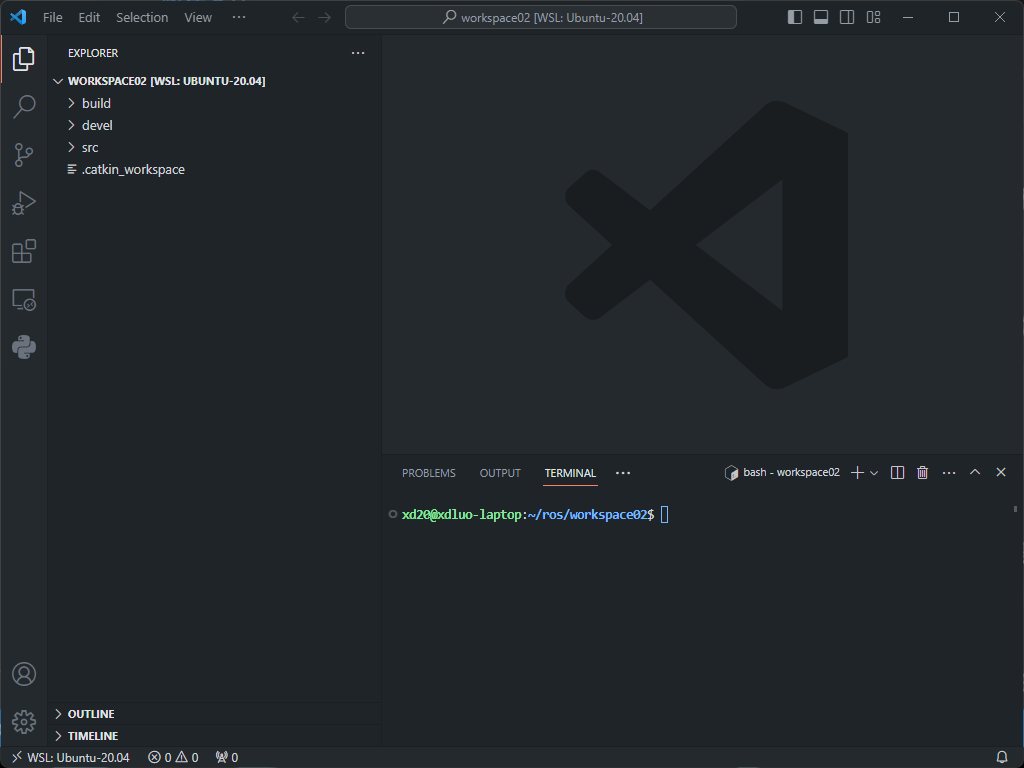 File Edit Selection View ··· workspace02 [WSL: Ubuntu-20.04]
EXPLORER
WORKSPACE02 [WSL: UBUNTU-20.04]
build
devel
src
.catkin_workspace
PROBLEMS OUTPUT TERMINAL ··· bash - workspace02
xd20@xdluo-laptop:~/ros/workspace02$
OUTLINE
TIMELINE
WSL: Ubuntu-20.04 0 0 0